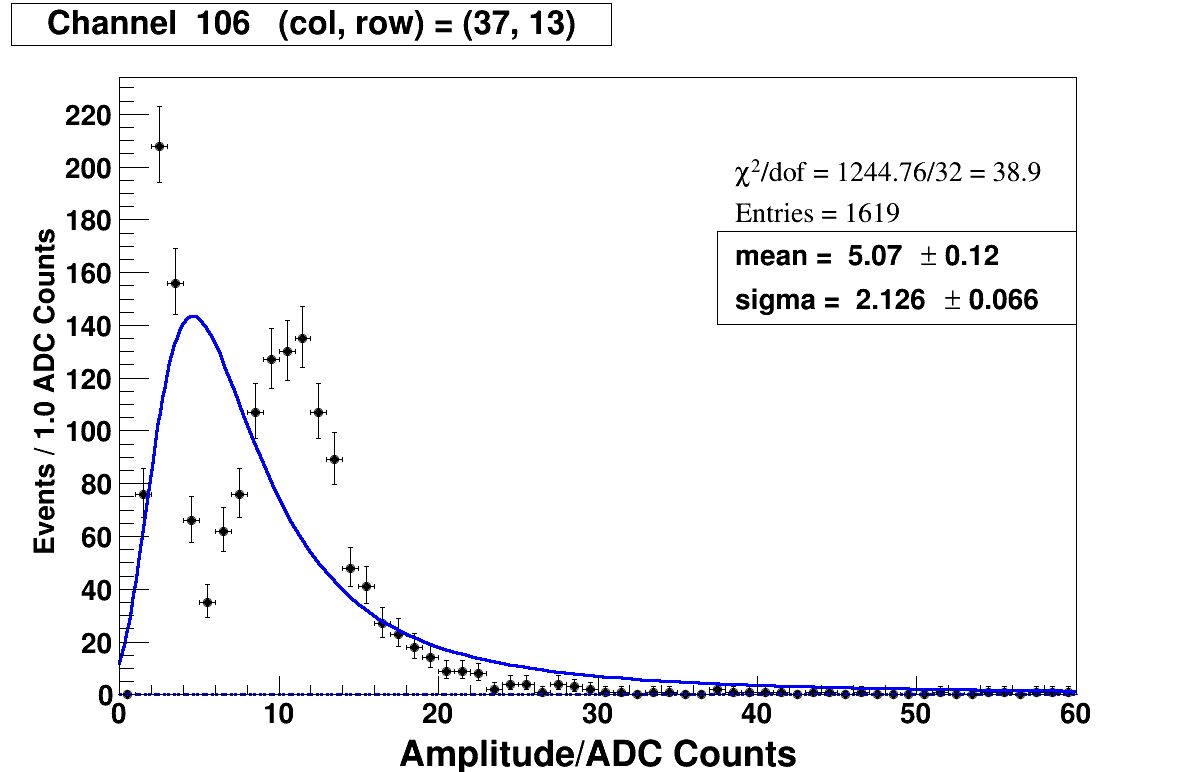 Channel  106   (col, row) = (37, 13)
χ²/dof = 1244.76/32 = 38.9
Entries = 1619
mean =  5.07  ± 0.12
sigma =  2.126  ± 0.066
Events / 1.0 ADC Counts
220
200
180
160
140
120
100
80
60
40
20
0
0 10 20 30 40 50 60
Amplitude/ADC Counts